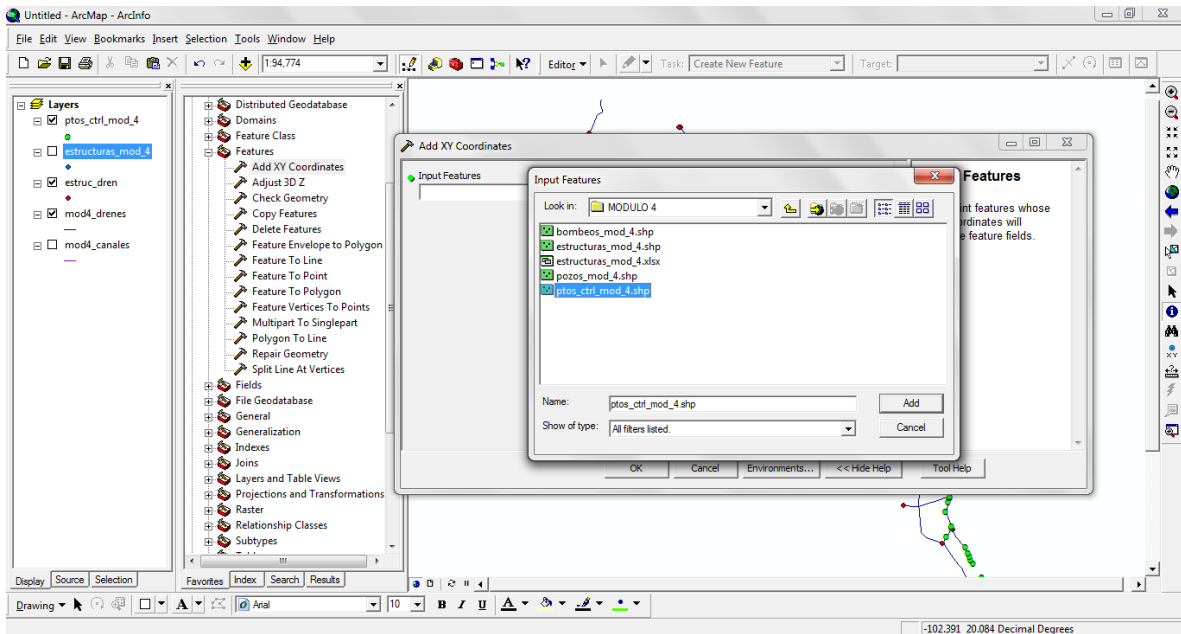 Untitled - ArcMap - ArcInfo
File Edit View Bookmarks Insert Selection Tools Window Help
1:94,774
Editor
Task: Create New Feature
Target:
Layers
ptos_ctrl_mod_4
estructuras_mod_4
estruc_dren
mod4_drenes
mod4_canales
Display Source Selection
Distributed Geodatabase
Domains
Feature Class
Features
Add XY Coordinates
Adjust 3D Z
Check Geometry
Copy Features
Delete Features
Feature Envelope to Polygon
Feature To Line
Feature To Point
Feature To Polygon
Feature Vertices To Points
Multipart To Singlepart
Polygon To Line
Repair Geometry
Split Line At Vertices
Fields
File Geodatabase
General
Generalization
Indexes
Joins
Layers and Table Views
Projections and Transformations
Raster
Relationship Classes
Subtypes
Favorites Index Search Results
Add XY Coordinates
Input Features
Features
int features whose
ordinates will
e feature fields.
Input Features
Look in: MODULO 4
bombeos_mod_4.shp
estructuras_mod_4.shp
estructuras_mod_4.xlsx
pozos_mod_4.shp
ptos_ctrl_mod_4.shp
Name: ptos_ctrl_mod_4.shp Add
Show of type: All filters listed. Cancel
OK Cancel Environments... << Hide Help Tool Help
XY
Drawing A Arial 10 B I U A
-102.391 20.084 Decimal Degrees